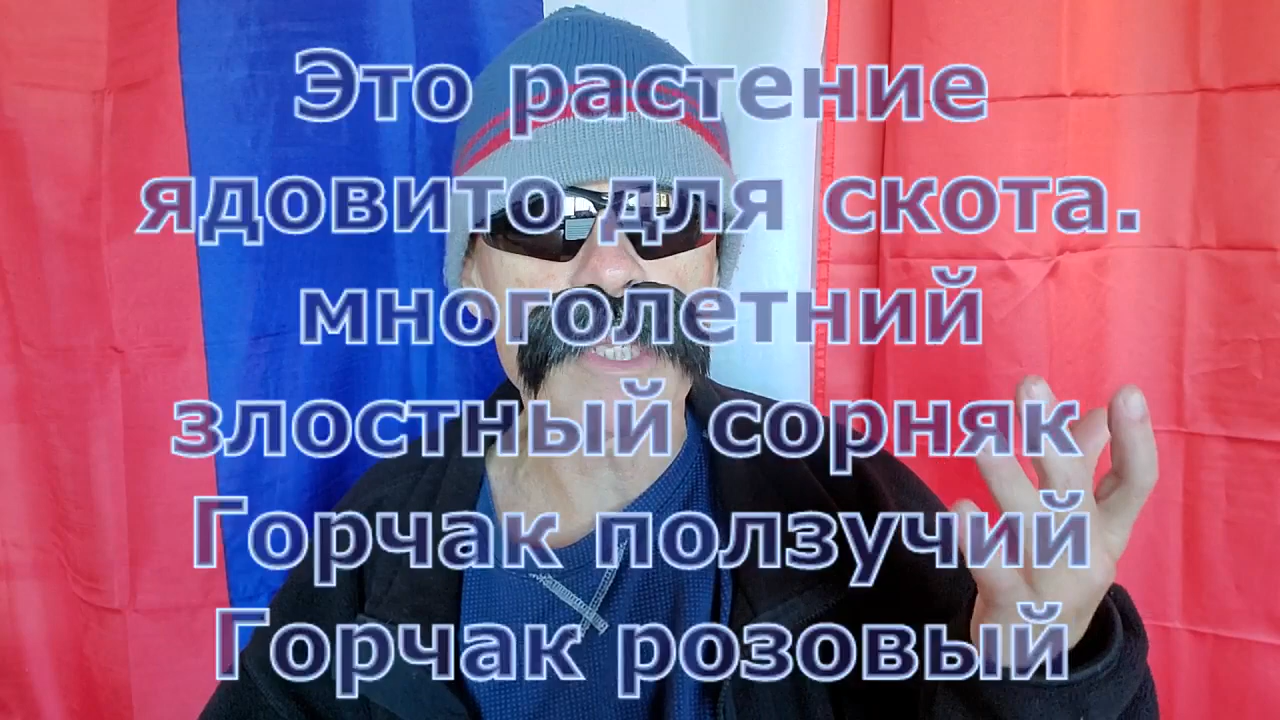 Это растение
ядовито для скота.
многолетний
злостный сорняк
Горчак ползучий
Горчак розовый